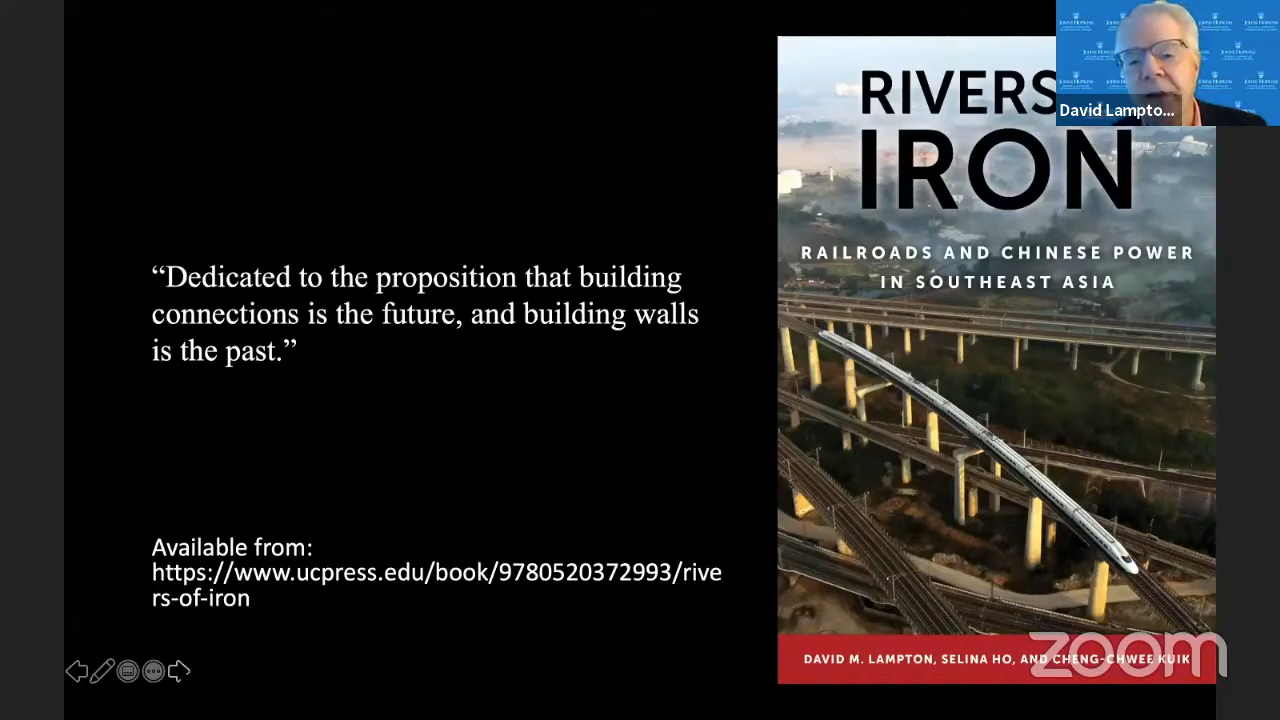 RIVERS
IRON
David Lampto...
RAILROADS AND CHINESE POWER
IN SOUTHEAST ASIA
“Dedicated to the proposition that building
connections is the future, and building walls
is the past.”
Available from:
https://www.ucpress.edu/book/9780520372993/rive
rs-of-iron
DAVID M. LAMPTON, SELINA HO, AND CHENG-CHWEE KUIK
zoom